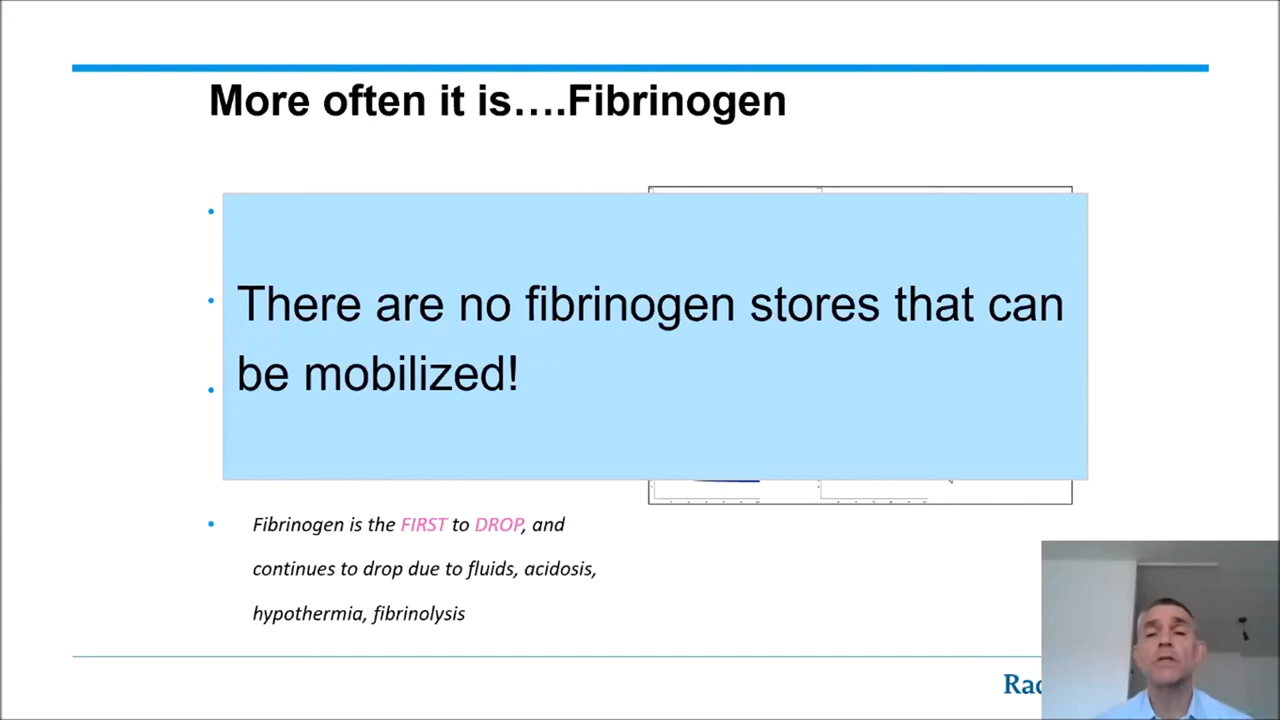 More often it is….Fibrinogen
There are no fibrinogen stores that can
be mobilized!
Fibrinogen is the FIRST to DROP, and
continues to drop due to fluids, acidosis,
hypothermia, fibrinolysis